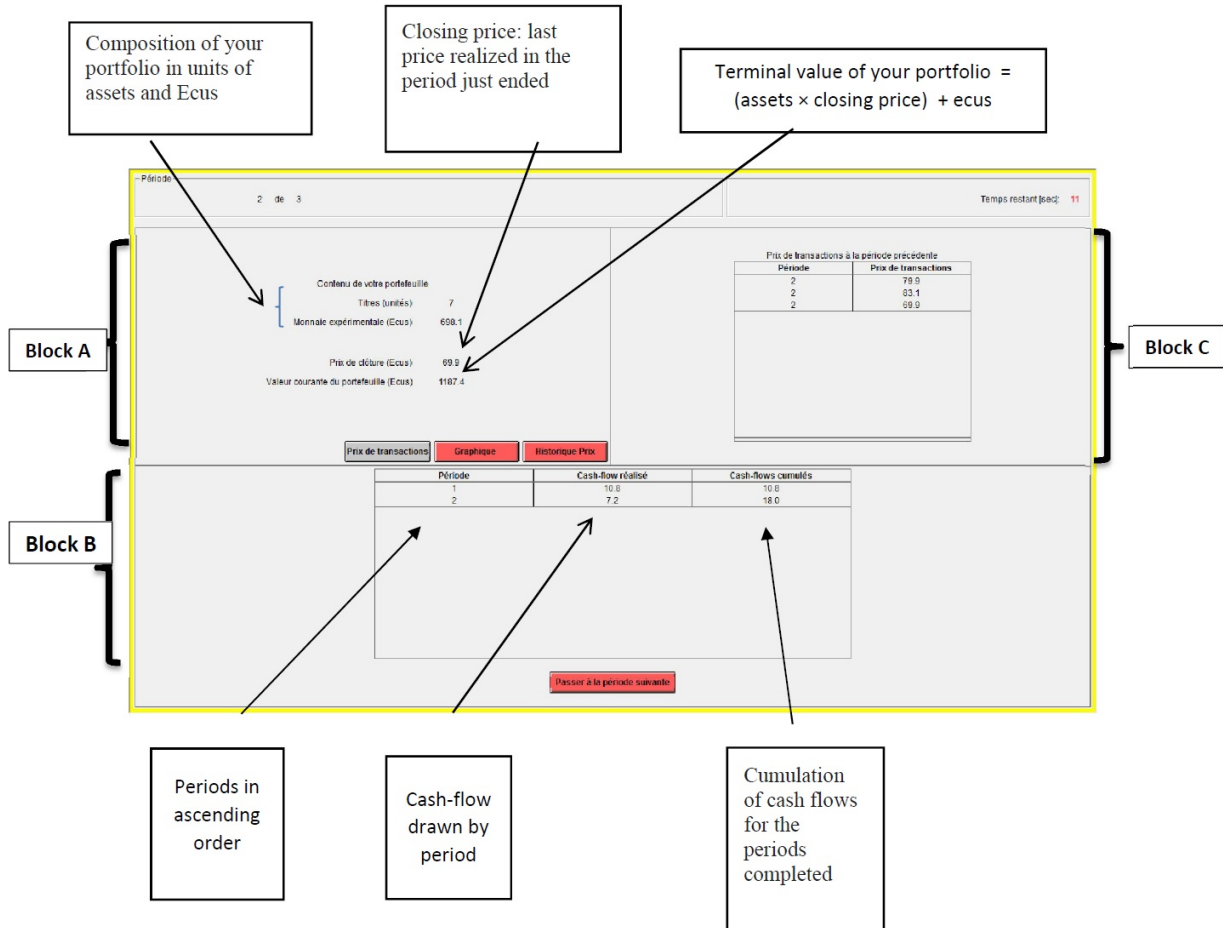 Composition of your
portfolio in units of
assets and Ecus
Closing price: last
price realized in the
period just ended
Terminal value of your portfolio =
(assets × closing price) + ecus
Période
2 de 3
Temps restant [sec]: 11
Block A
Contenu de votre portefeuille
Titres (unités) 7
Monnaie expérimentale (Ecus) 698.1
Prix de clôture (Ecus) 69.9
Valeur courante du portefeuille (Ecus) 1187.4
Prix de transactions à la période précédente
Période Prix de transactions
2 79.9
2 83.1
2 69.9
Block C
Prix de transactions Graphique Historique Prix
Block B
Période Cash-flow réalisé Cash-flows cumulés
1 10.8 10.8
2 7.2 18.0
Passer à la période suivante
Periods in
ascending
order
Cash-flow
drawn by
period
Cumulation
of cash flows
for the
periods
completed